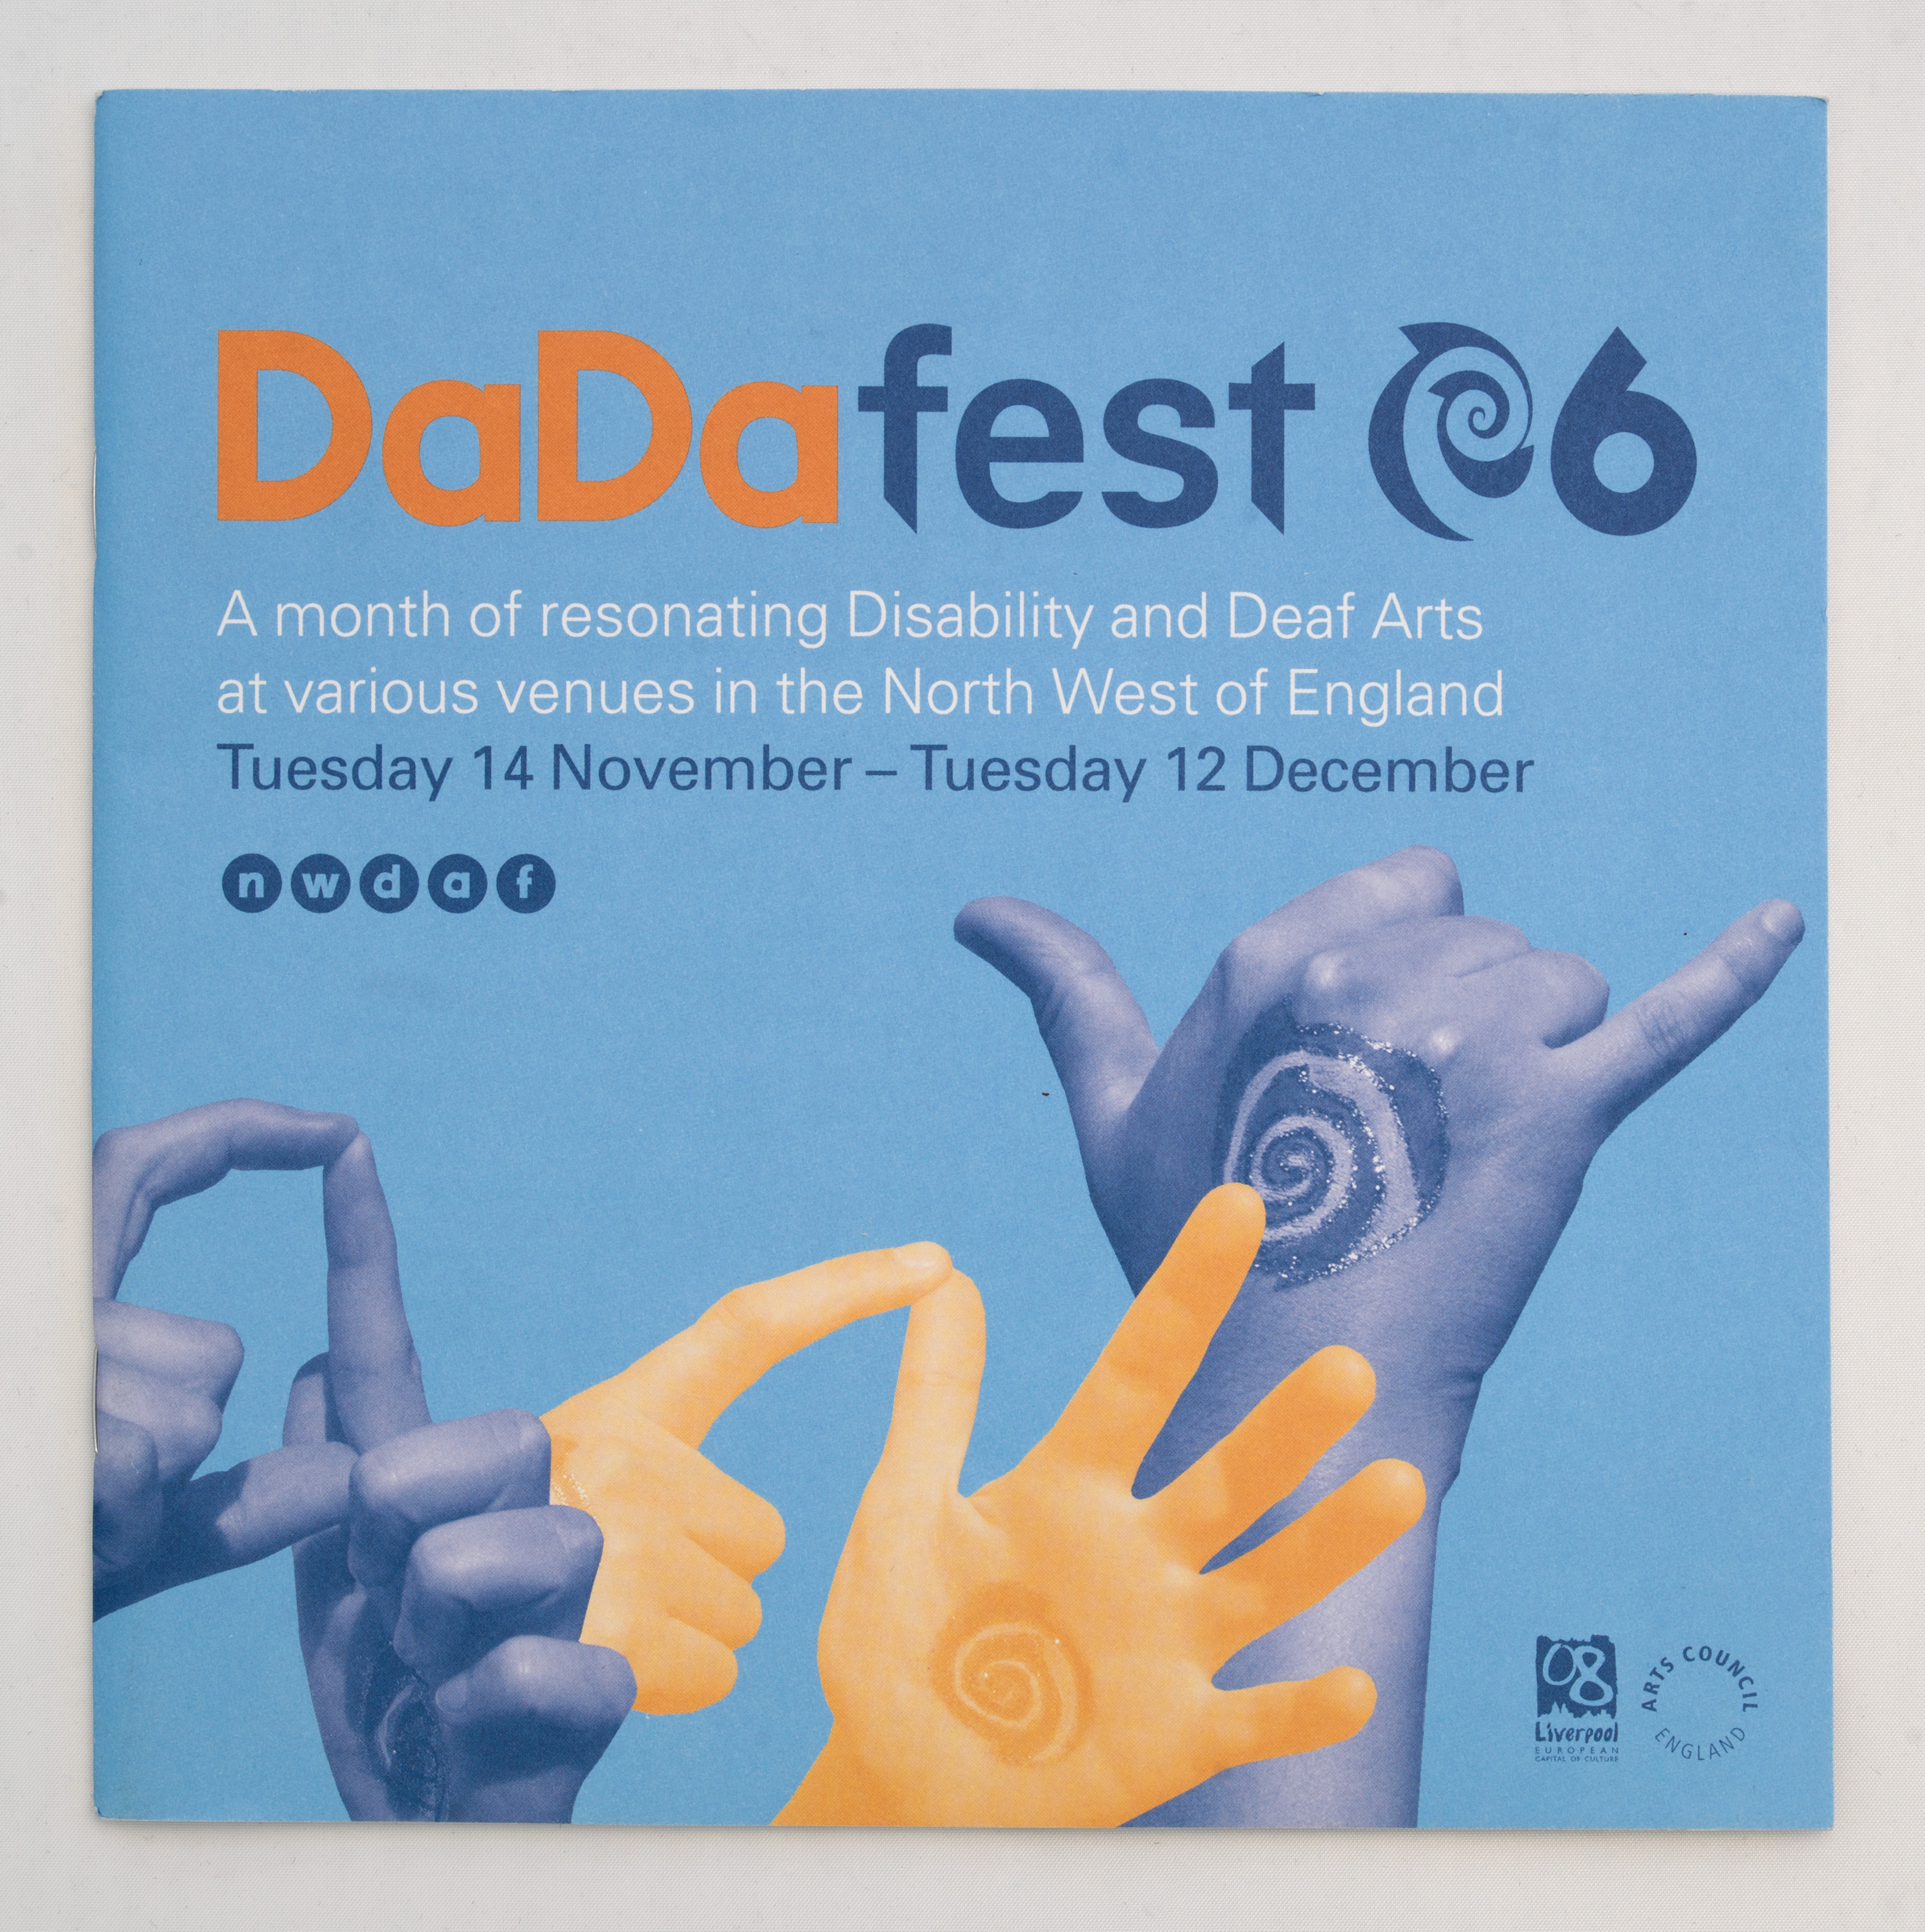 DaDafest 06
A month of resonating Disability and Deaf Arts
at various venues in the North West of England
Tuesday 14 November – Tuesday 12 December
nwdaf
08
Liverpool
EUROPEAN
CAPITAL OF CULTURE
ARTS COUNCIL
ENGLAND